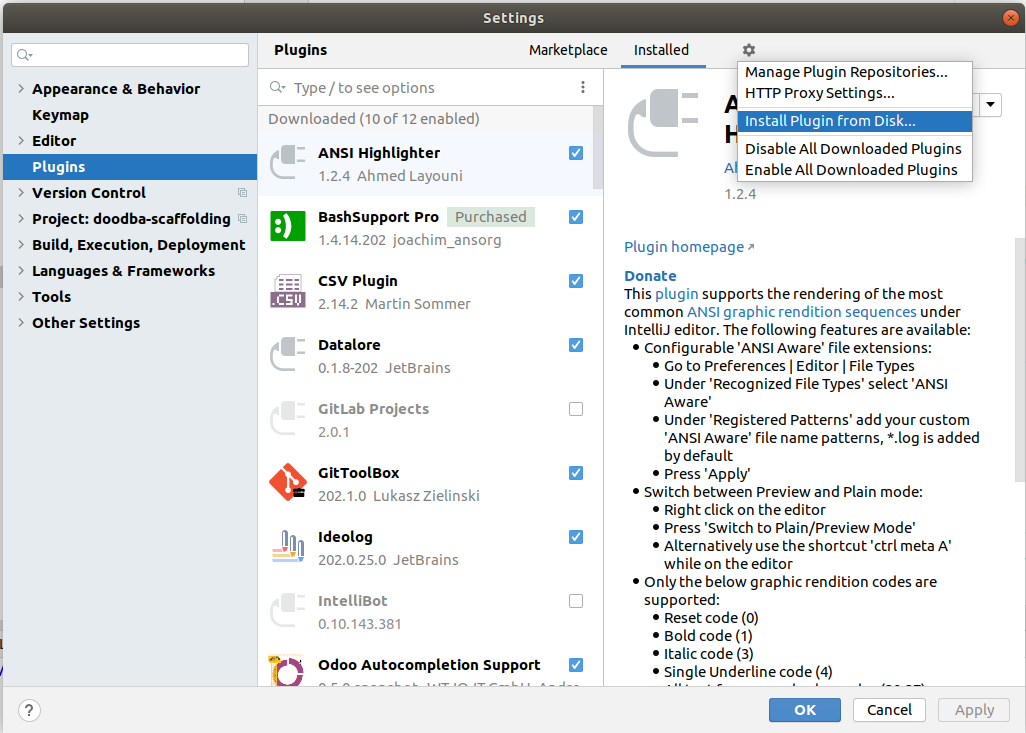 Settings
Plugins
Marketplace
Installed
Appearance & Behavior
Keymap
Editor
Plugins
Version Control
Project: doodba-scaffolding
Build, Execution, Deployment
Languages & Frameworks
Tools
Other Settings
Type / to see options
Downloaded (10 of 12 enabled)
ANSI Highlighter
1.2.4 Ahmed Layouni
BashSupport Pro Purchased
1.4.14.202 joachim_ansorg
CSV Plugin
2.14.2 Martin Sommer
.CSV
Datalore
0.1.8-202 JetBrains
GitLab Projects
2.0.1
GitToolBox
202.1.0 Lukasz Zielinski
Ideolog
202.0.25.0 JetBrains
IntelliBot
0.10.143.381
Odoo Autocompletion Support
Manage Plugin Repositories...
HTTP Proxy Settings...
Install Plugin from Disk...
Disable All Downloaded Plugins
Enable All Downloaded Plugins
1.2.4
Plugin homepage
Donate
This plugin supports the rendering of the most
common ANSI graphic rendition sequences under
IntelliJ editor. The following features are available:
Configurable 'ANSI Aware' file extensions:
Go to Preferences | Editor | File Types
Under 'Recognized File Types' select 'ANSI
Aware'
Under 'Registered Patterns' add your custom
'ANSI Aware' file name patterns, *.log is added
by default
Press 'Apply'
Switch between Preview and Plain mode:
Right click on the editor
Press 'Switch to Plain/Preview Mode'
Alternatively use the shortcut 'ctrl meta A'
while on the editor
Only the below graphic rendition codes are
supported:
Reset code (0)
Bold code (1)
Italic code (3)
Single Underline code (4)
?
OK
Cancel
Apply